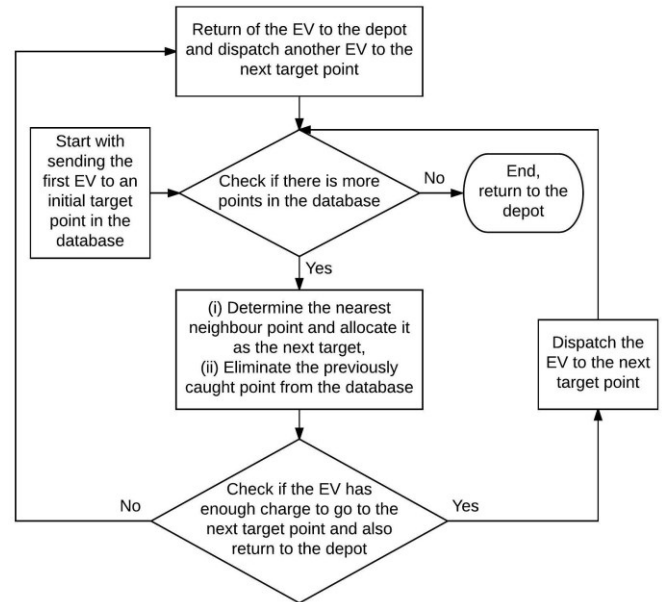 Return of the EV to the depot
and dispatch another EV to the
next target point
Start with
sending the
first EV to an
initial target
point in the
database
Check if there is more
points in the database
No
End,
return to the
depot
Yes
(i) Determine the nearest
neighbour point and allocate it
as the next target,
(ii) Eliminate the previously
caught point from the database
Dispatch the
EV to the next
target point
No
Check if the EV has
enough charge to go to the
next target point and also
return to the depot
Yes